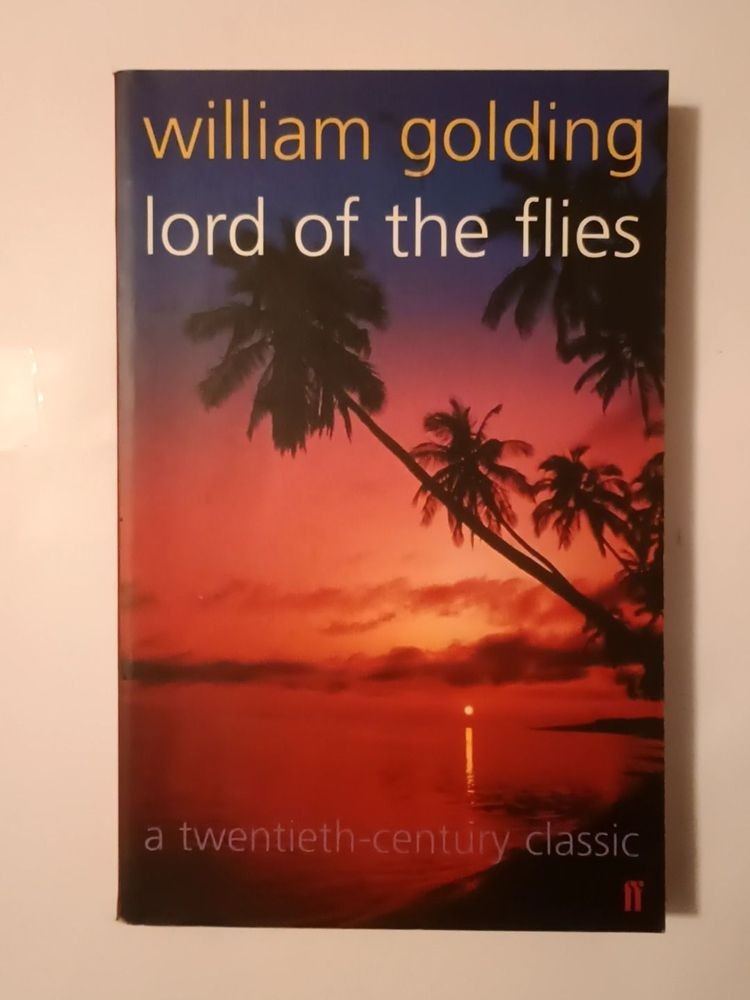 william golding
lord of the flies
a twentieth-century classic
ff